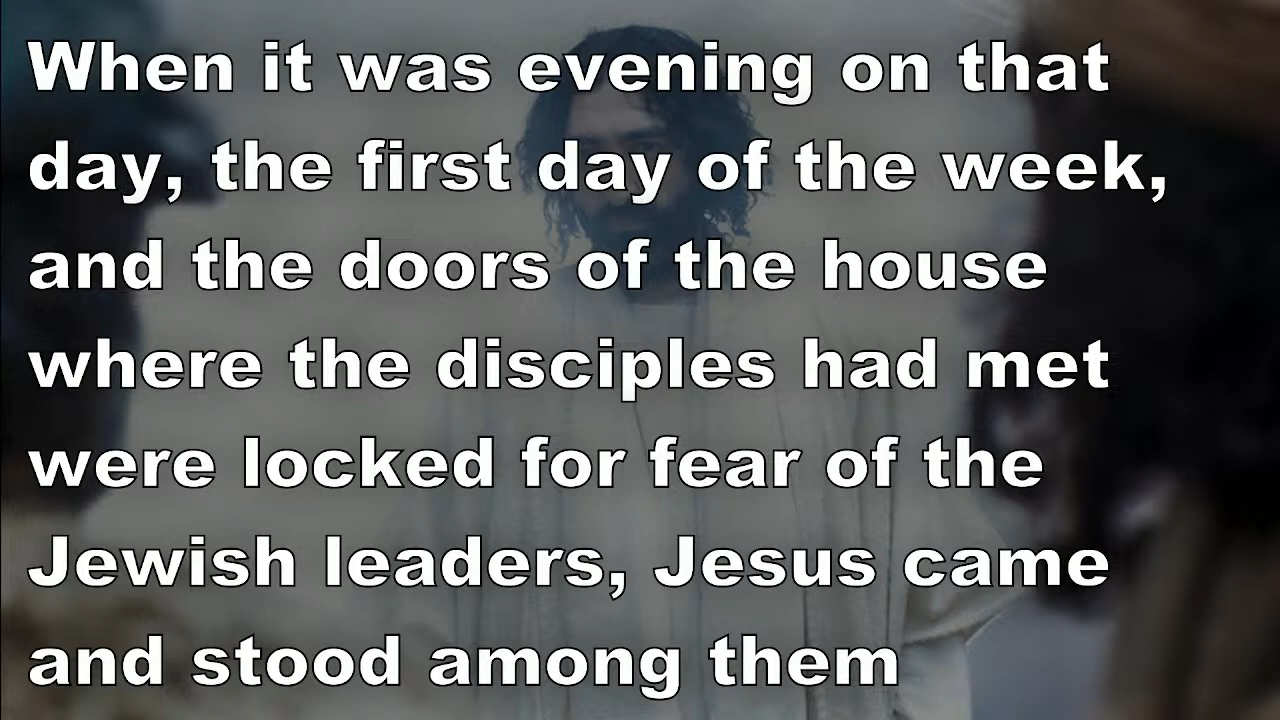 When it was evening on that
day, the first day of the week,
and the doors of the house
where the disciples had met
were locked for fear of the
Jewish leaders, Jesus came
and stood among them